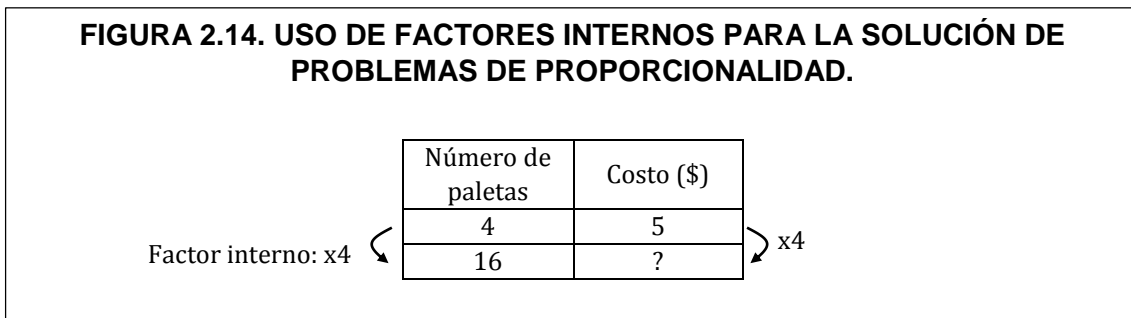 FIGURA 2.14. USO DE FACTORES INTERNOS PARA LA SOLUCIÓN DE
PROBLEMAS DE PROPORCIONALIDAD.
Número de
paletas
Costo ($)
4
5
Factor interno: x4
x4
16
?